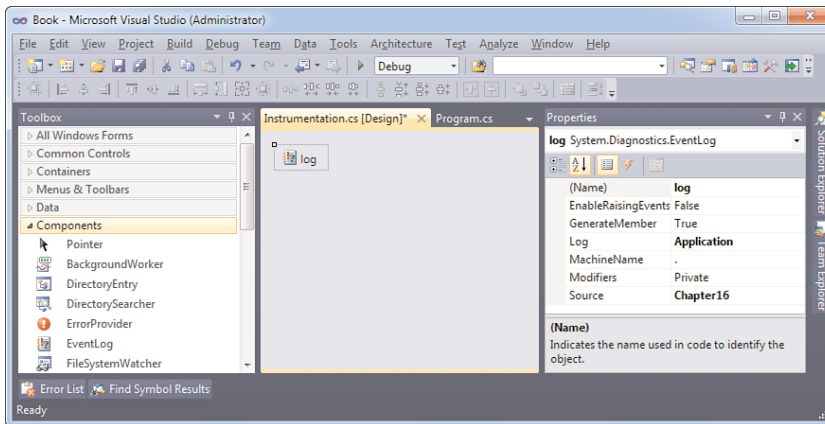 Book - Microsoft Visual Studio (Administrator)
File Edit View Project Build Debug Team Data Tools Architecture Test Analyze Window Help
Debug
Toolbox
All Windows Forms
Common Controls
Containers
Menus & Toolbars
Data
Components
Pointer
BackgroundWorker
DirectoryEntry
DirectorySearcher
ErrorProvider
EventLog
FileSystemWatcher
Instrumentation.cs [Design]* Program.cs
log
Properties
log System.Diagnostics.EventLog
(Name) log
EnableRaisingEvents False
GenerateMember True
Log Application
MachineName .
Modifiers Private
Source Chapter16
(Name)
Indicates the name used in code to identify the
object.
Solution Explorer
Team Explorer
Error List Find Symbol Results
Ready